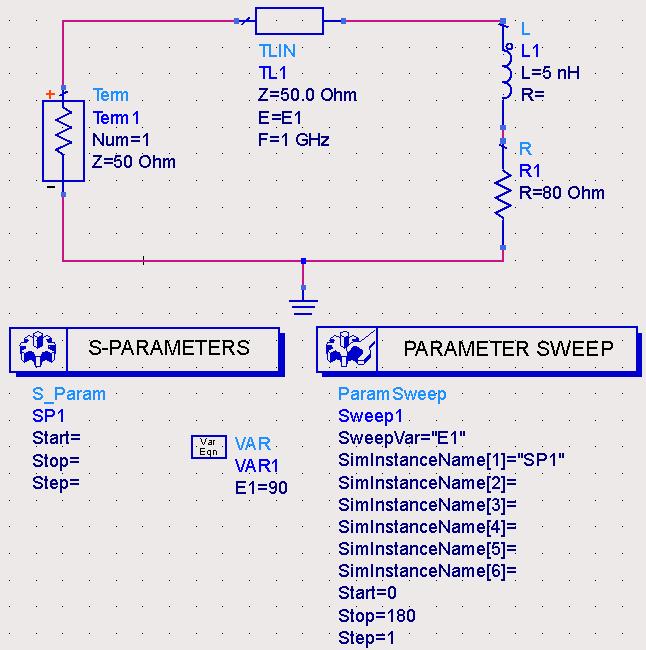 TLIN
TL1
Z=50.0 Ohm
E=E1
F=1 GHz
L
L1
L=5 nH
R=
+
Term
Term1
Num=1
Z=50 Ohm
-
R
R1
R=80 Ohm
S-PARAMETERS
S_Param
SP1
Start=
Stop=
Step=
Var
Eqn
VAR
VAR1
E1=90
PARAMETER SWEEP
ParamSweep
Sweep1
SweepVar="E1"
SimInstanceName[1]="SP1"
SimInstanceName[2]=
SimInstanceName[3]=
SimInstanceName[4]=
SimInstanceName[5]=
SimInstanceName[6]=
Start=0
Stop=180
Step=1